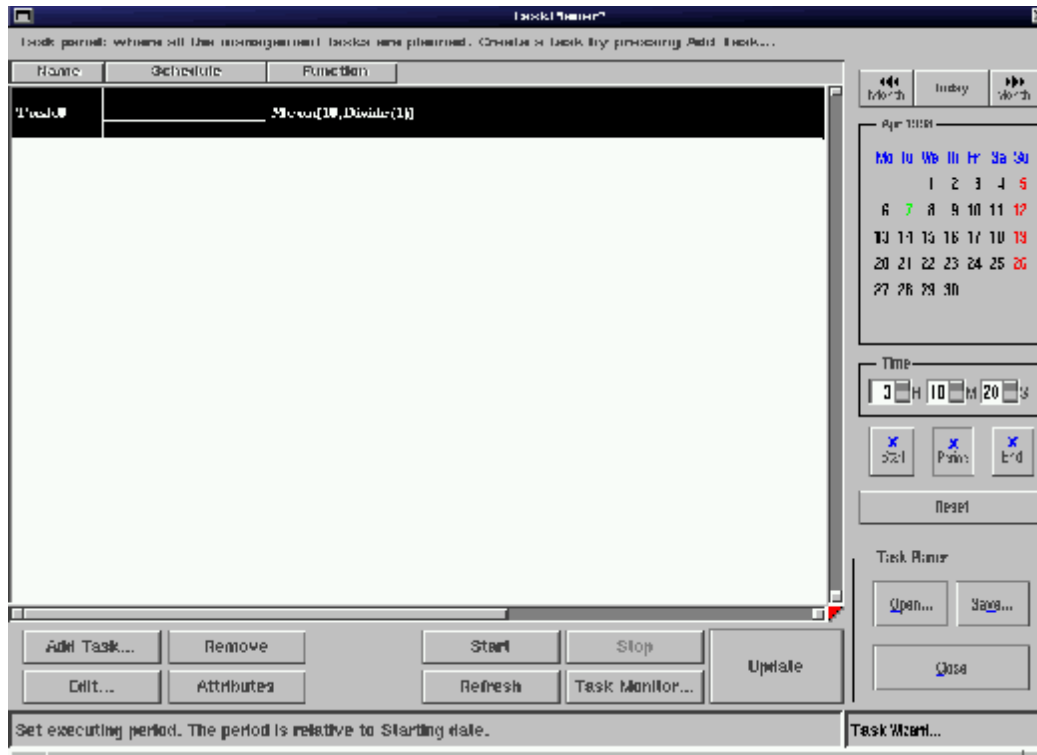 TaskPlaner
Task panel: where all the management tasks are planned. Create a task by pressing Add Task...
Name Schedule Function
Task0 Mean[10,Divide(1)]
Month Today Month
Apr 1998
Mo Tu We Th Fr Sa Su
1 2 3 4 5
6 7 8 9 10 11 12
13 14 15 16 17 18 19
20 21 22 23 24 25 26
27 28 29 30
Time
3 H 10 M 20 S
Start Period End
Reset
Task Planer
Open... Save...
Close
Add Task... Remove Start Stop Update
Edit... Attributes Refresh Task Monitor...
Set executing period. The period is relative to Starting date.
Task Wizard...